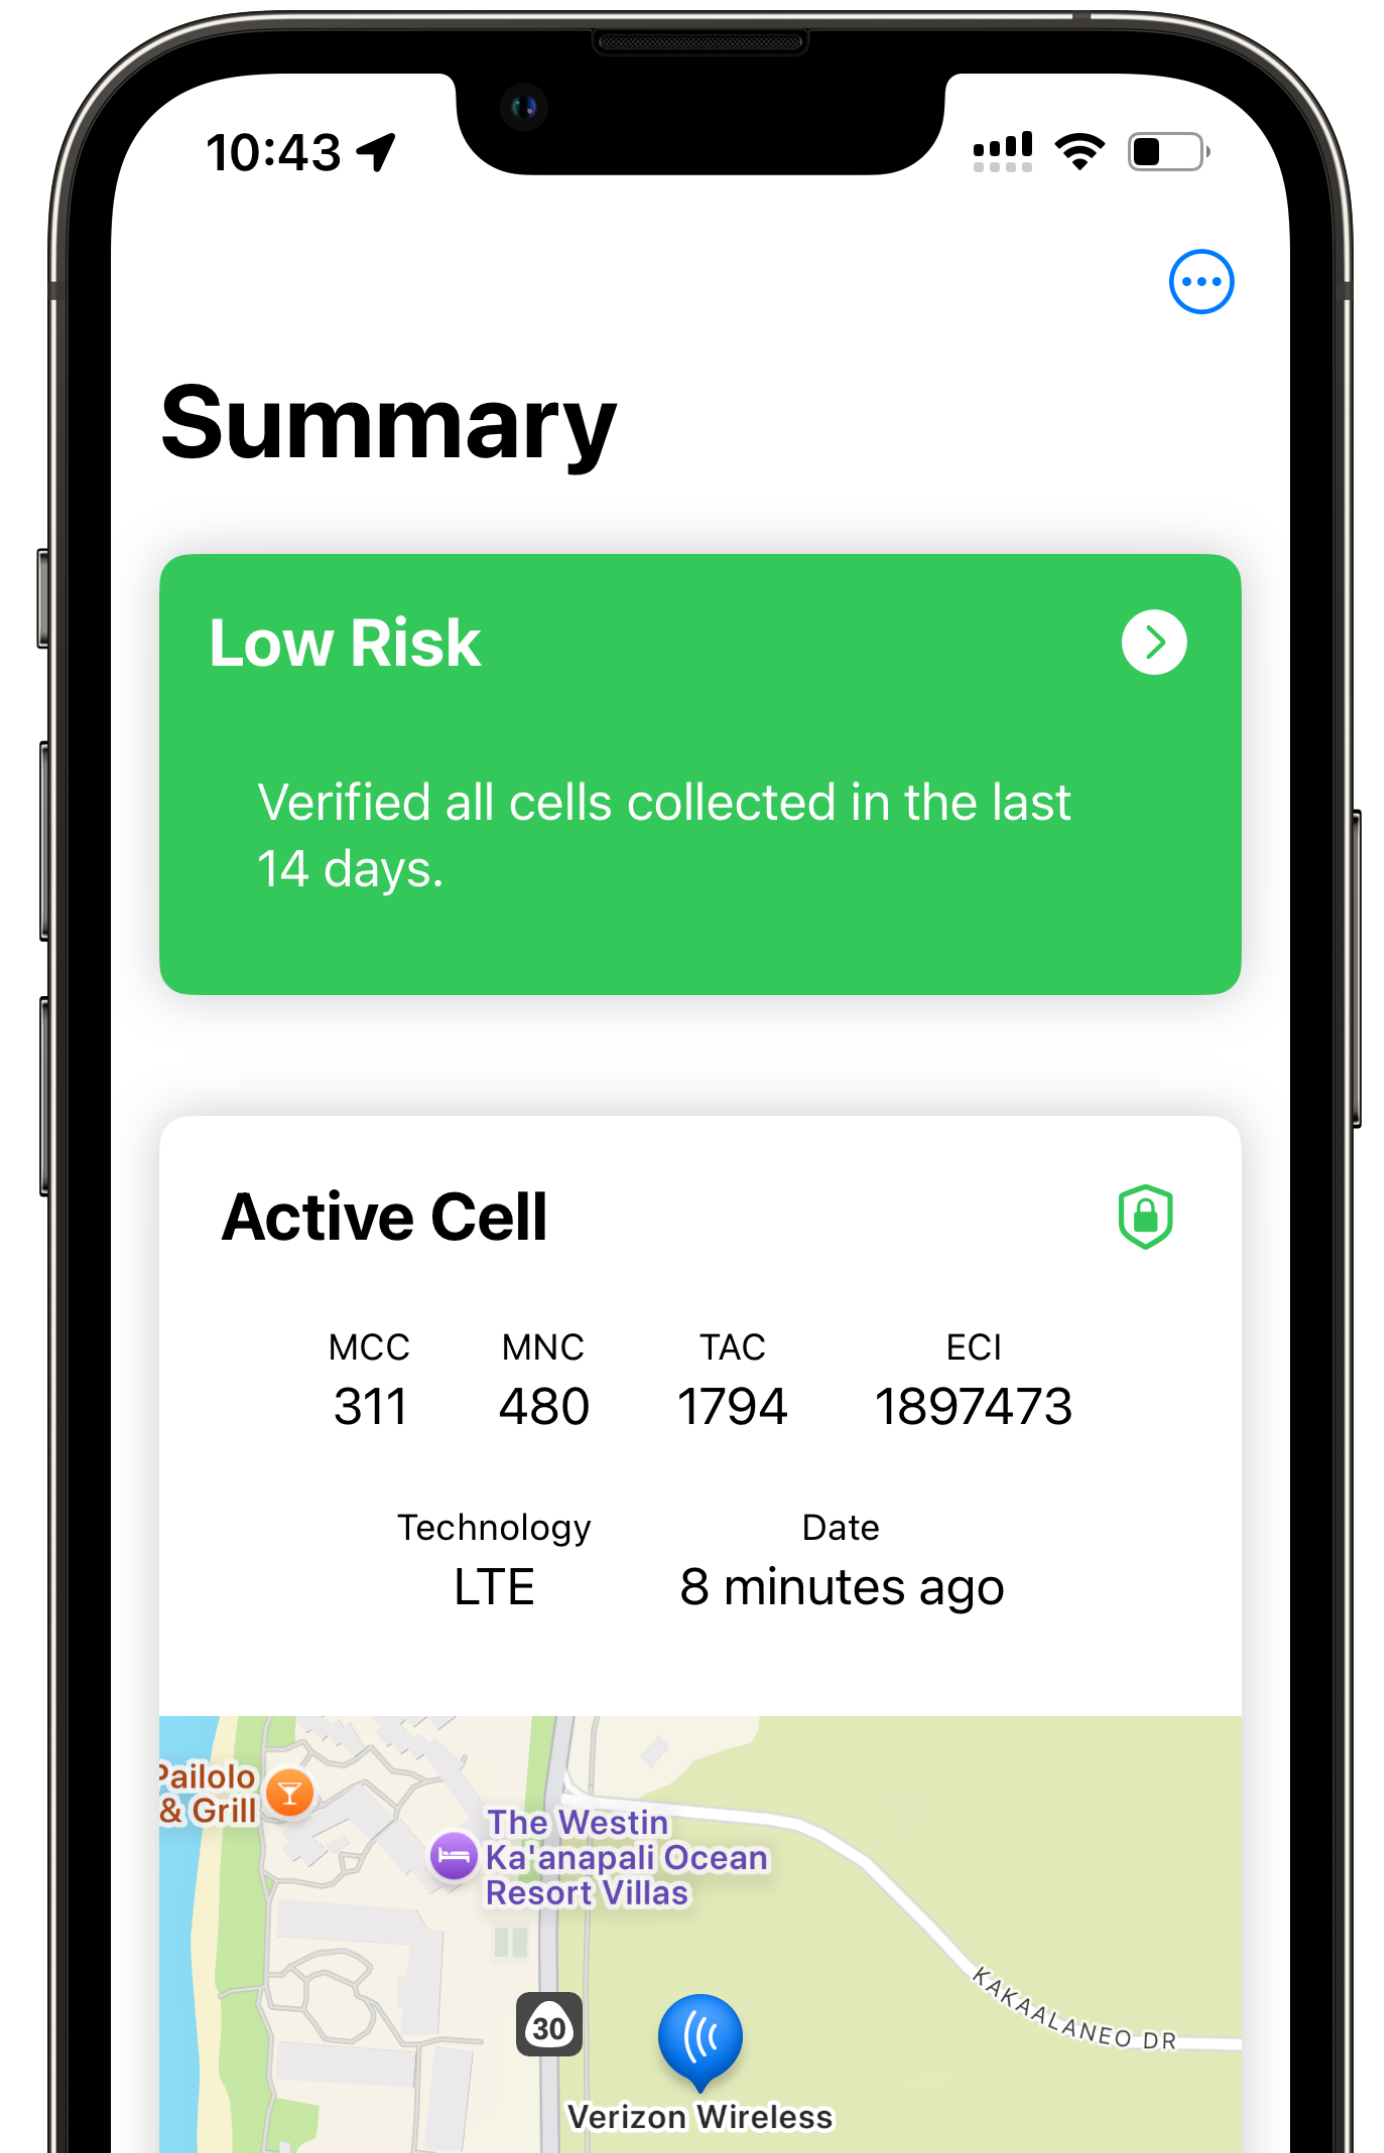 10:43
Summary
Low Risk
Verified all cells collected in the last
14 days.
Active Cell
MCC MNC TAC ECI
311 480 1794 1897473
Technology Date
LTE 8 minutes ago
Pailolo
& Grill
The Westin
Ka'anapali Ocean
Resort Villas
KAKAALANEO DR
30
Verizon Wireless